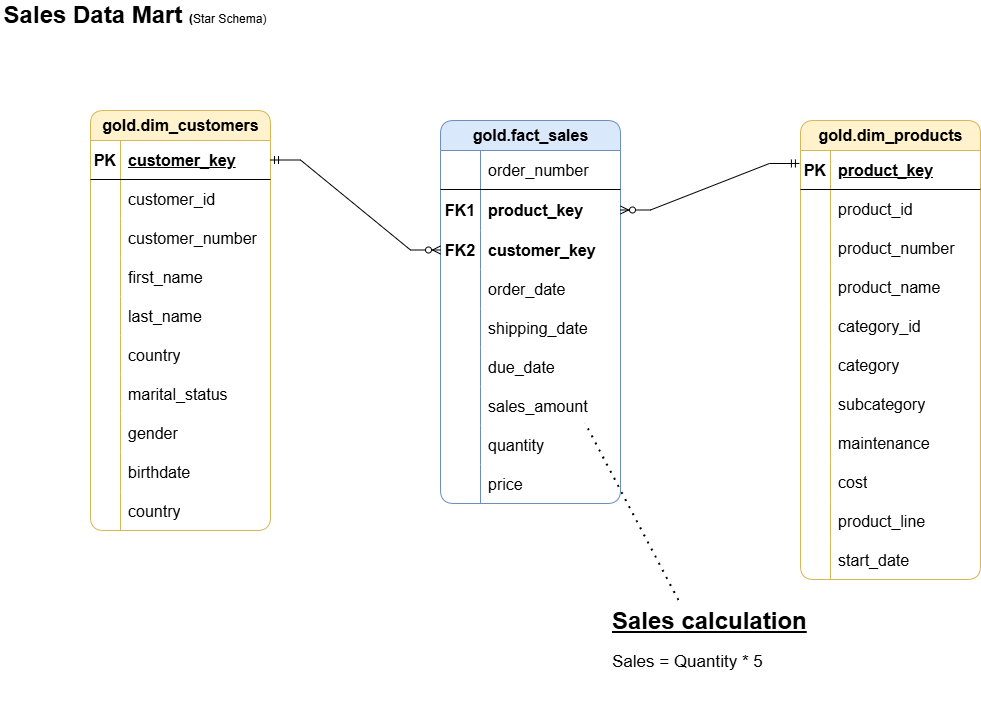 Sales Data Mart (Star Schema)
gold.dim_customers
PK customer_key
customer_id
customer_number
first_name
last_name
country
marital_status
gender
birthdate
country
gold.fact_sales
order_number
FK1 product_key
FK2 customer_key
order_date
shipping_date
due_date
sales_amount
quantity
price
gold.dim_products
PK product_key
product_id
product_number
product_name
category_id
category
subcategory
maintenance
cost
product_line
start_date
Sales calculation
Sales = Quantity * 5